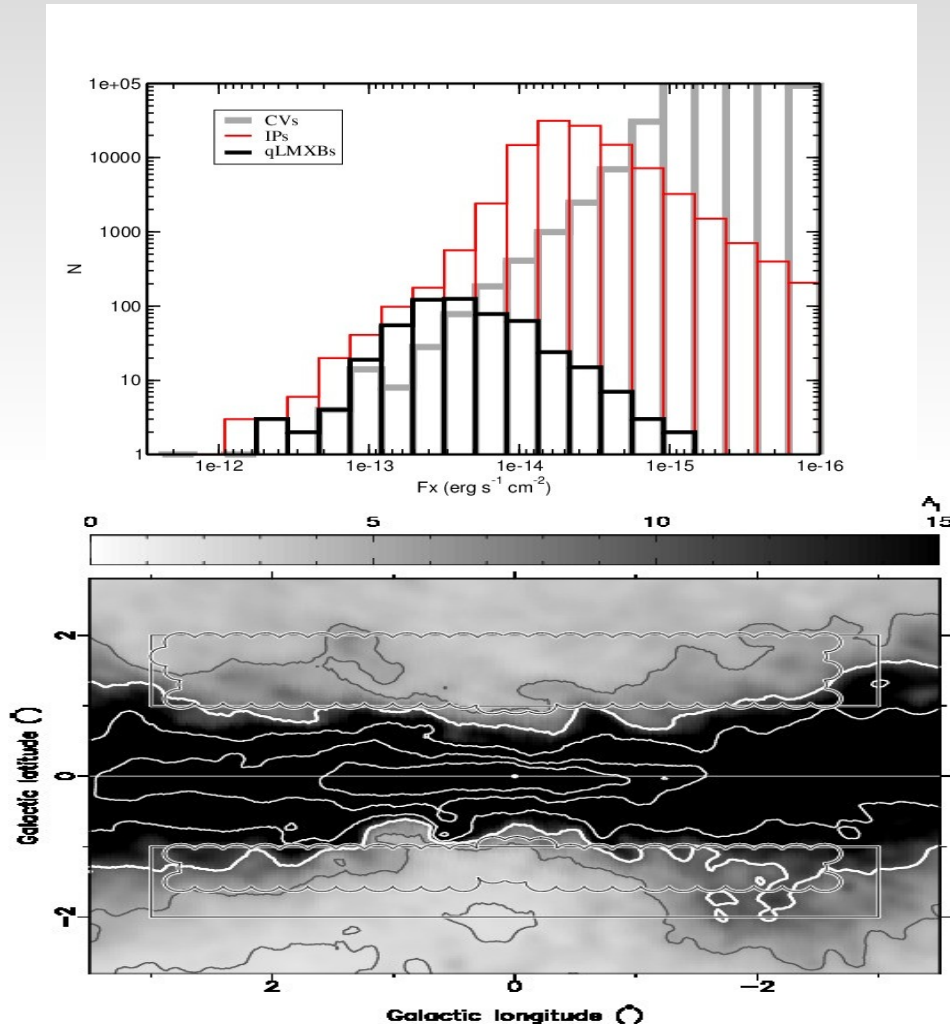 1e+05
CVs
IPs
qLMXBs
10000
1000
N
100
10
1
1e-12 1e-13 1e-14 1e-15 1e-16
Fx (erg s⁻¹ cm⁻²)
A_I
0 5 10 15
2
Galactic latitude (°)
0
−2
2 0 −2
Galactic longitude (°)